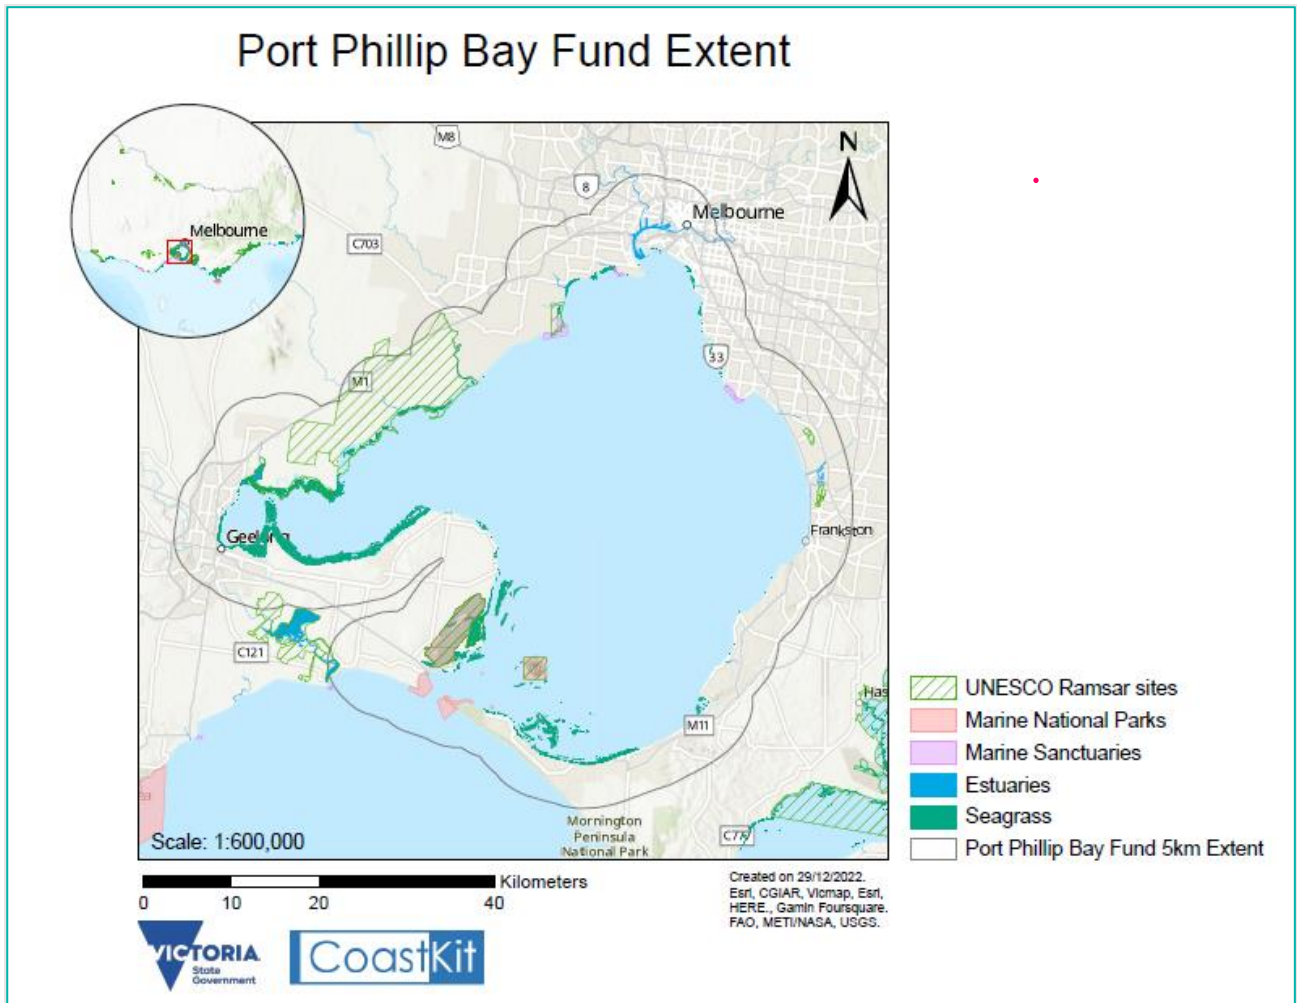 Port Phillip Bay Fund Extent
M8
N
8
Melbourne
Melbourne
C703
33
M1
Geelong
Frankston
C121
Has
M11
UNESCO Ramsar sites
Marine National Parks
Marine Sanctuaries
Estuaries
Seagrass
Port Phillip Bay Fund 5km Extent
Mornington
Peninsula
National Park
C777
Scale: 1:600,000
Kilometers
0 10 20 40
Created on 29/12/2022.
Esri, CGIAR, Vicmap, Esri,
HERE., Gamin Foursquare.
FAO, METI/NASA, USGS.
VICTORIA
State
Government
CoastKit